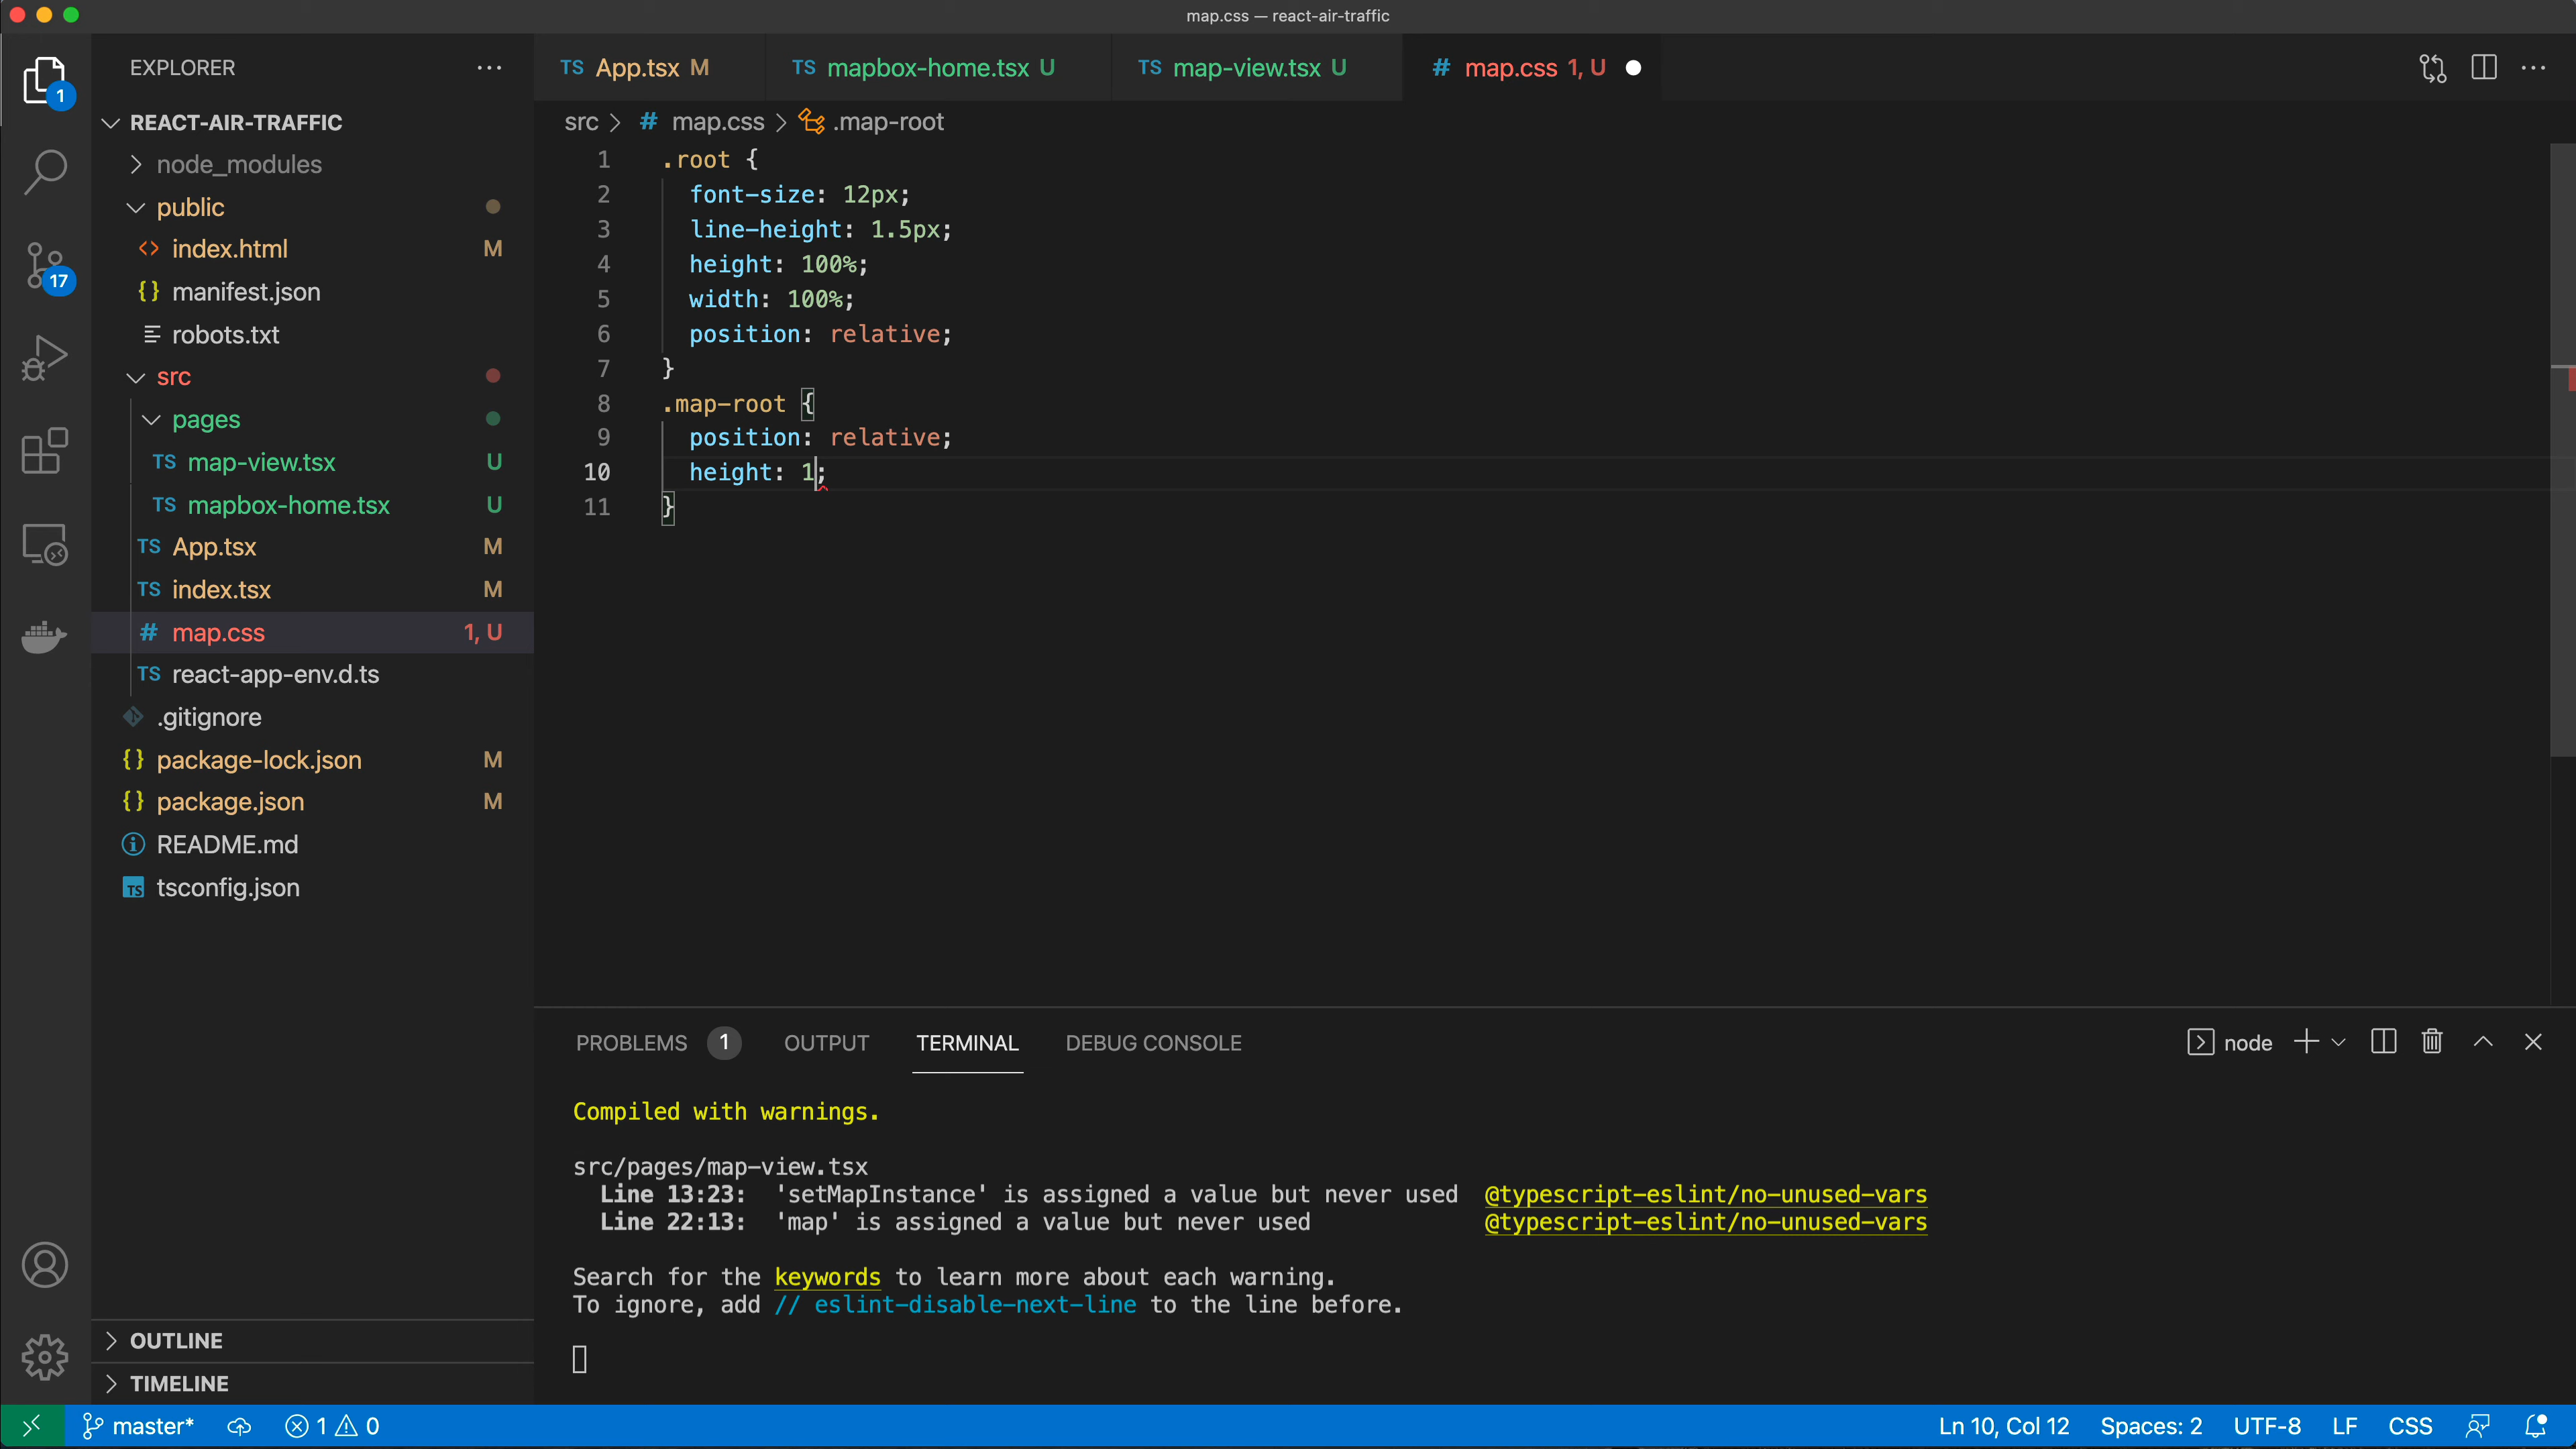 map.css — react-air-traffic
EXPLORER
TS App.tsx M
TS mapbox-home.tsx U
TS map-view.tsx U
# map.css 1, U
1
17
REACT-AIR-TRAFFIC
node_modules
public
<> index.html M
{} manifest.json
robots.txt
src
pages
TS map-view.tsx U
TS mapbox-home.tsx U
TS App.tsx M
TS index.tsx M
# map.css 1, U
TS react-app-env.d.ts
.gitignore
{} package-lock.json M
{} package.json M
README.md
TS tsconfig.json
OUTLINE
TIMELINE
src > # map.css > .map-root
1 .root {
2 font-size: 12px;
3 line-height: 1.5px;
4 height: 100%;
5 width: 100%;
6 position: relative;
7 }
8 .map-root {
9 position: relative;
10 height: 1;
11 }
PROBLEMS 1 OUTPUT TERMINAL DEBUG CONSOLE
node
Compiled with warnings.
src/pages/map-view.tsx
Line 13:23: 'setMapInstance' is assigned a value but never used @typescript-eslint/no-unused-vars
Line 22:13: 'map' is assigned a value but never used @typescript-eslint/no-unused-vars
Search for the keywords to learn more about each warning.
To ignore, add // eslint-disable-next-line to the line before.
master* 1 0
Ln 10, Col 12 Spaces: 2 UTF-8 LF CSS